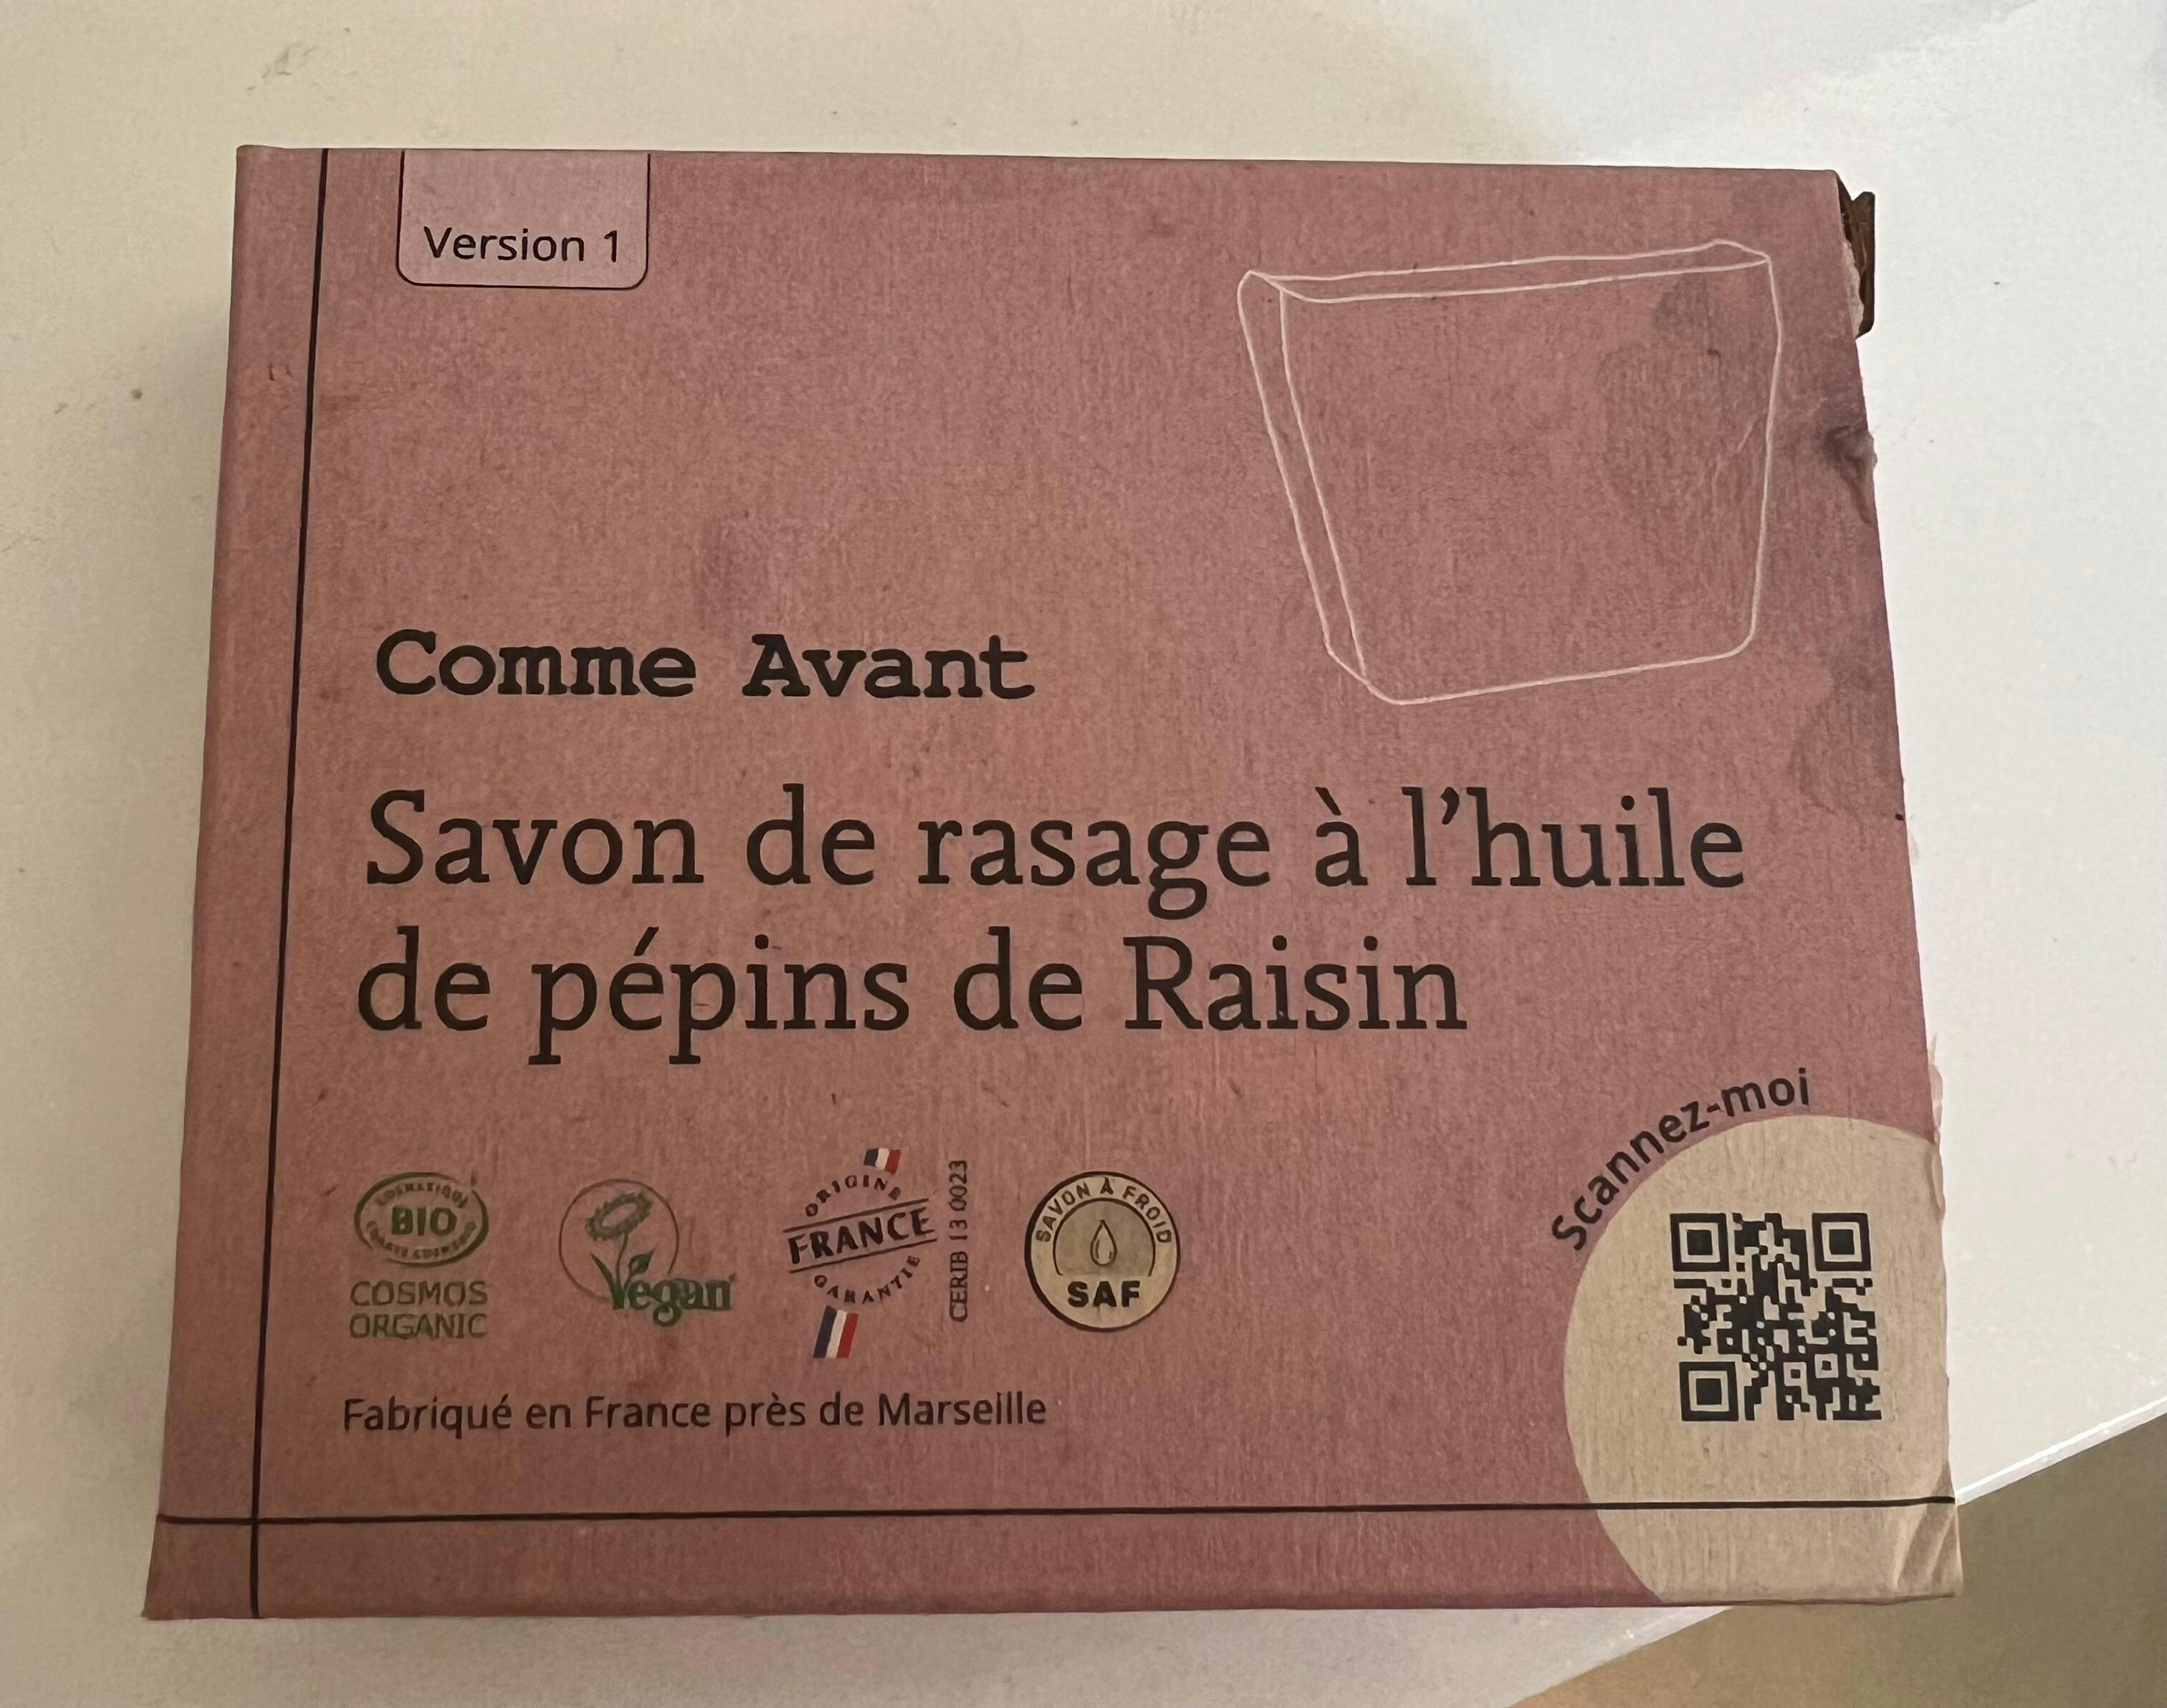 Version 1
Comme Avant
Savon de rasage à l'huile
de pépins de Raisin
Scannez-moi
COSMÉTIQUE
BIO
COSMOS
ORGANIC
Vegan
ORIGINE
FRANCE
GARANTIE
CERIB 13 0023
SAVON À FROID
SAF
Fabriqué en France près de Marseille